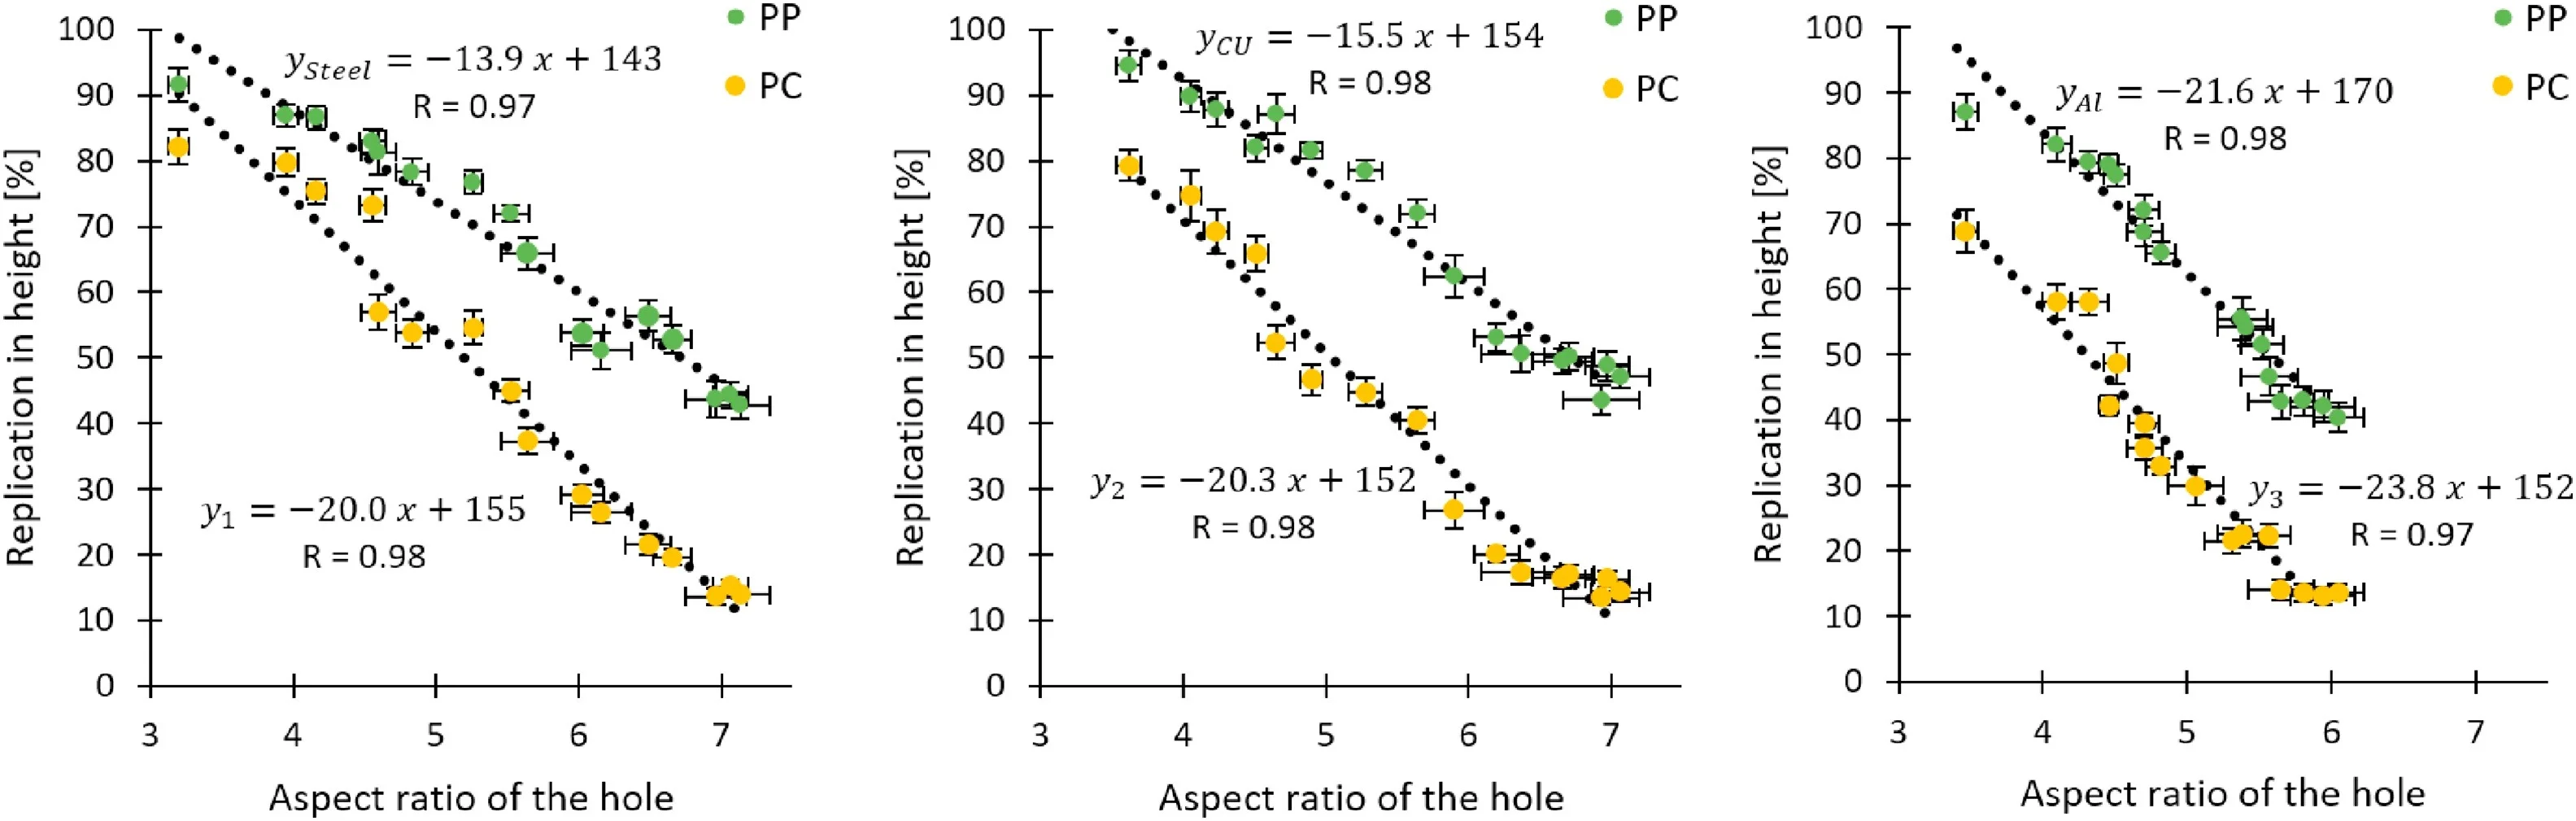 PP
PC
y_Steel = −13.9 x + 143
R = 0.97
y_1 = −20.0 x + 155
R = 0.98
100
90
80
70
60
50
40
30
20
10
0
3 4 5 6 7
Replication in height [%]
Aspect ratio of the hole
PP
PC
y_CU = −15.5 x + 154
R = 0.98
y_2 = −20.3 x + 152
R = 0.98
100
90
80
70
60
50
40
30
20
10
0
3 4 5 6 7
Replication in height [%]
Aspect ratio of the hole
PP
PC
y_Al = −21.6 x + 170
R = 0.98
y_3 = −23.8 x + 152
R = 0.97
100
90
80
70
60
50
40
30
20
10
0
3 4 5 6 7
Replication in height [%]
Aspect ratio of the hole